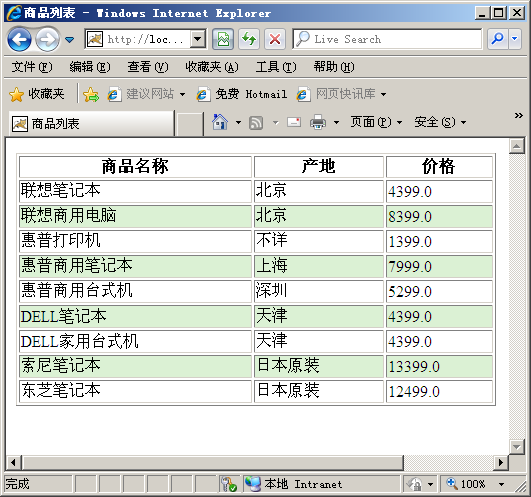 商品列表 - Windows Internet Explorer
http://loc... Live Search
文件(F) 编辑(E) 查看(V) 收藏夹(A) 工具(T) 帮助(H)
收藏夹 建议网站 免费 Hotmail 网页快讯库
商品列表 页面(P) 安全(S) »
商品名称 产地 价格
联想笔记本 北京 4399.0
联想商用电脑 北京 8399.0
惠普打印机 不详 1399.0
惠普商用笔记本 上海 7999.0
惠普商用台式机 深圳 5299.0
DELL笔记本 天津 4399.0
DELL家用台式机 天津 4399.0
索尼笔记本 日本原装 13399.0
东芝笔记本 日本原装 12499.0
完成 本地 Intranet 100%